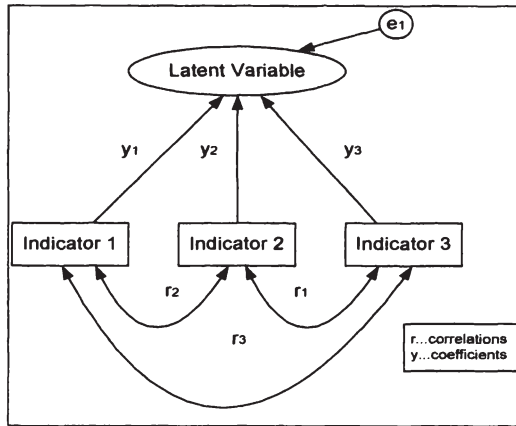 e1
Latent Variable
y1 y2 y3
Indicator 1 Indicator 2 Indicator 3
r2 r1
r3
r...correlations
y...coefficients